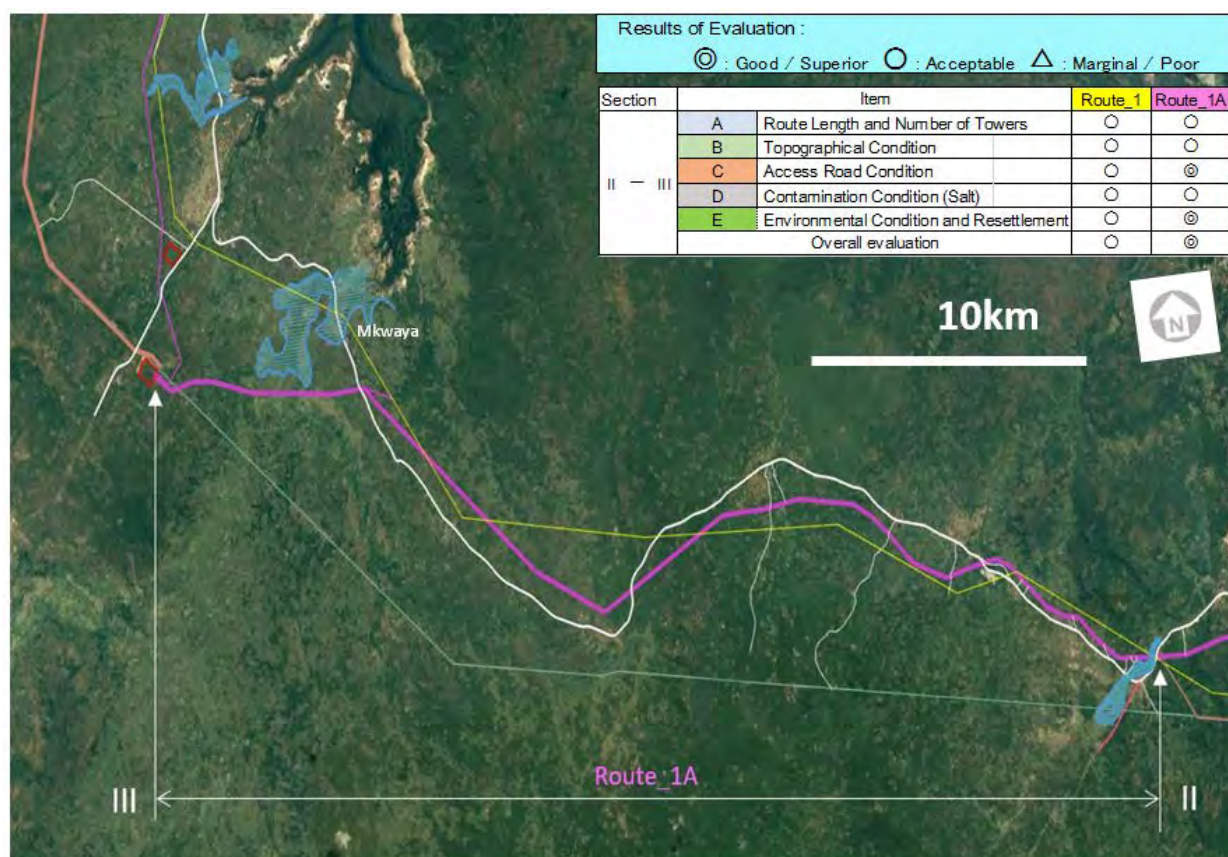 Results of Evaluation :
◎ : Good / Superior ○ : Acceptable △ : Marginal / Poor
Section Item Route_1 Route_1A
A Route Length and Number of Towers ○ ○
B Topographical Condition ○ ○
II － III C Access Road Condition ○ ◎
D Contamination Condition (Salt) ○ ○
E Environmental Condition and Resettlement ○ ◎
Overall evaluation ○ ◎
10km
N
Mkwaya
Route_1A
III
II